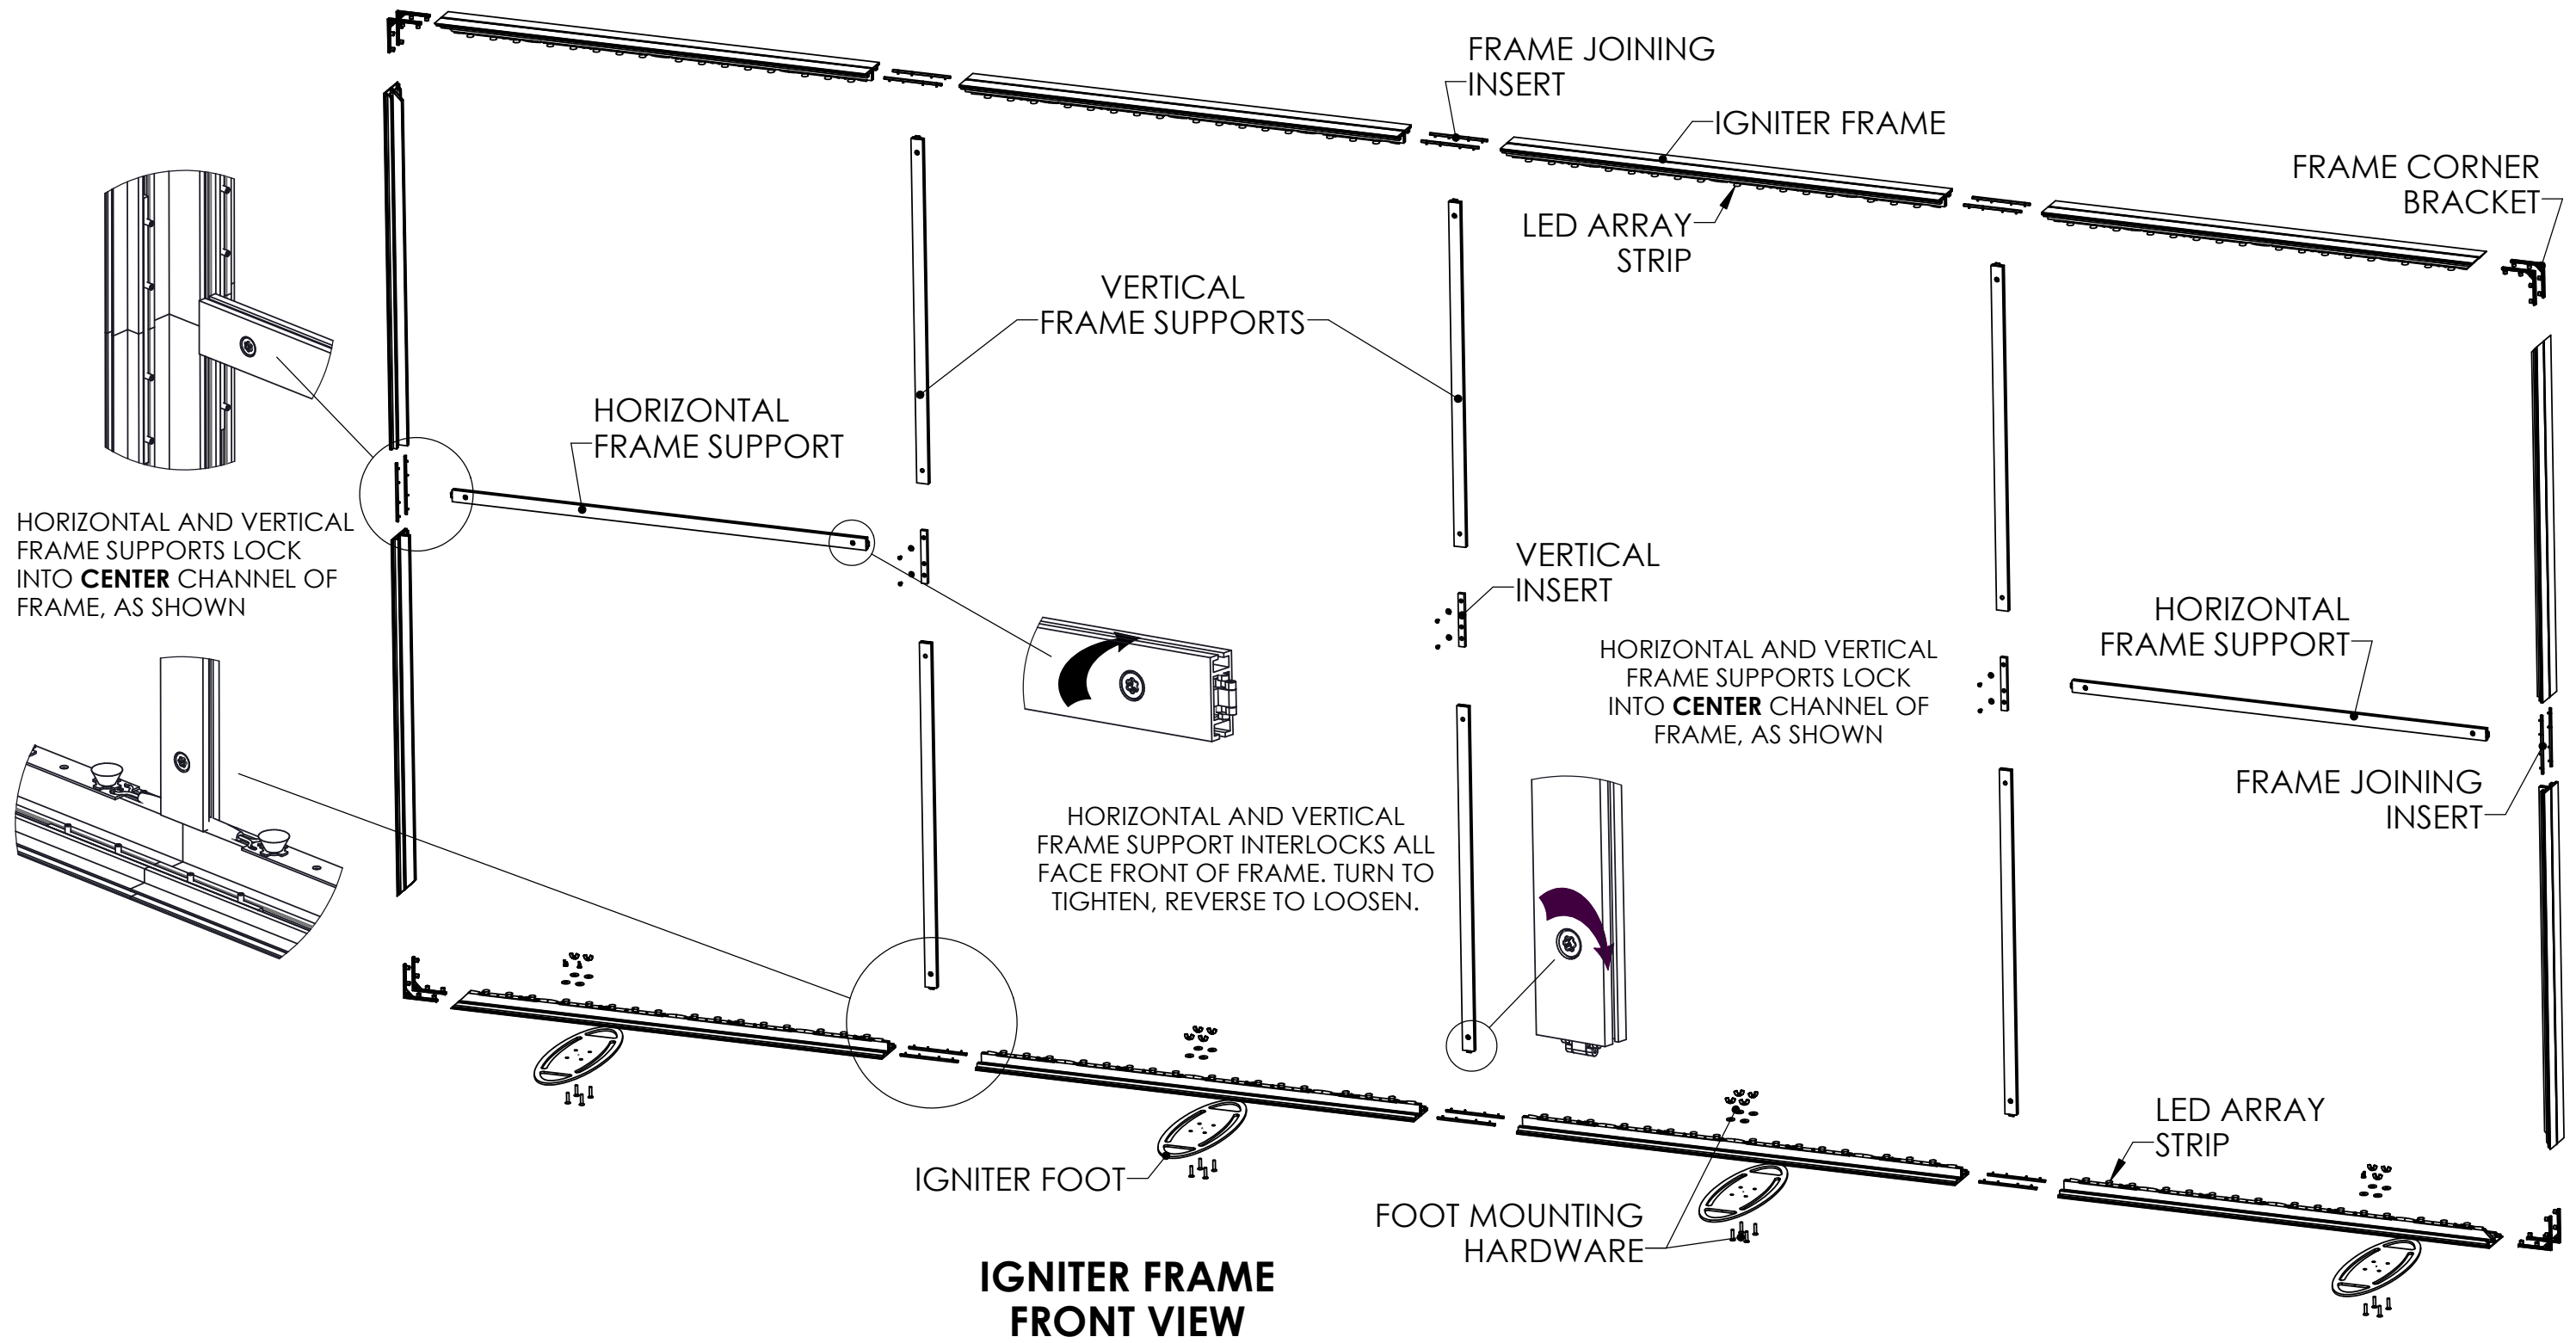 FRAME JOINING
INSERT
IGNITER FRAME
FRAME CORNER
BRACKET
LED ARRAY
STRIP
VERTICAL
FRAME SUPPORTS
HORIZONTAL
FRAME SUPPORT
HORIZONTAL AND VERTICAL
FRAME SUPPORTS LOCK
INTO CENTER CHANNEL OF
FRAME, AS SHOWN
VERTICAL
INSERT
HORIZONTAL AND VERTICAL
FRAME SUPPORTS LOCK
INTO CENTER CHANNEL OF
FRAME, AS SHOWN
HORIZONTAL
FRAME SUPPORT
FRAME JOINING
INSERT
HORIZONTAL AND VERTICAL
FRAME SUPPORT INTERLOCKS ALL
FACE FRONT OF FRAME. TURN TO
TIGHTEN, REVERSE TO LOOSEN.
LED ARRAY
STRIP
IGNITER FOOT
FOOT MOUNTING
HARDWARE
IGNITER FRAME
FRONT VIEW